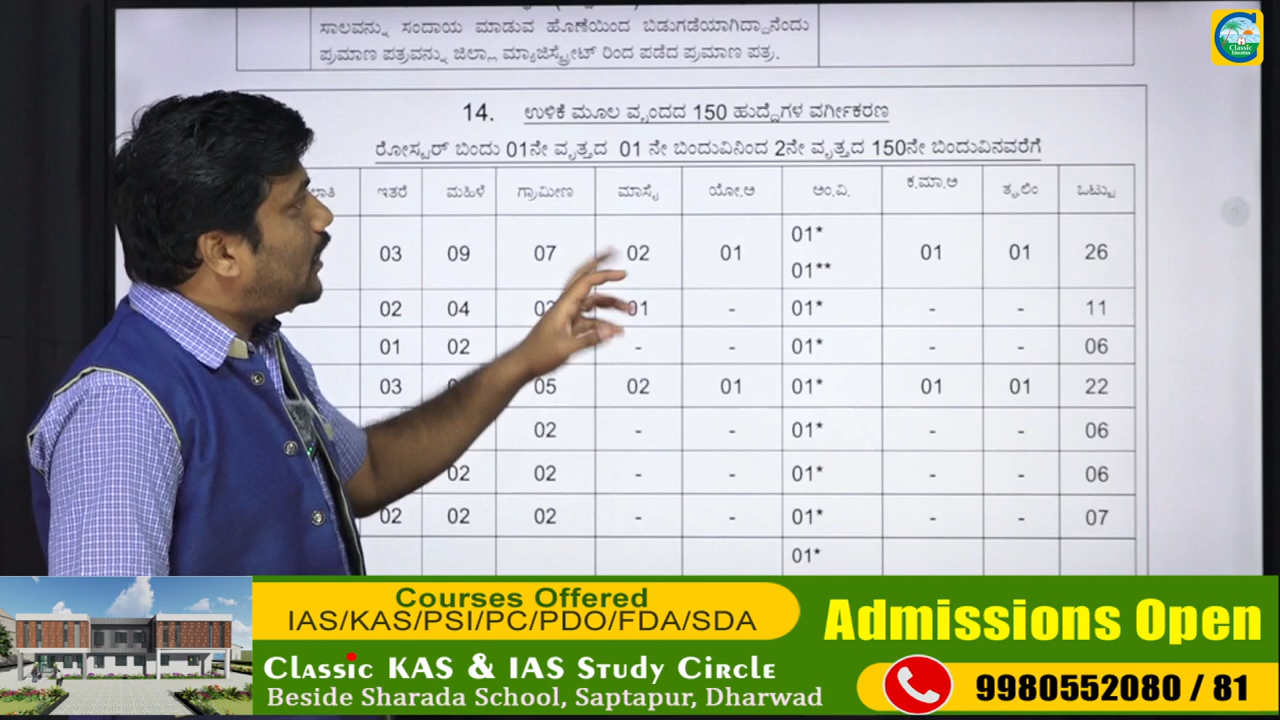 ಸಾಲವನ್ನು ಸಂದಾಯ ಮಾಡುವ ಹೊಣೆಯಿಂದ ಬಿಡುಗಡೆಯಾಗಿದ್ದಾನೆಂದು
ಪ್ರಮಾಣ ಪತ್ರವನ್ನು ಜಿಲ್ಲಾ ಮ್ಯಾಜಿಸ್ಟ್ರೇಟ್ ರಿಂದ ಪಡೆದ ಪ್ರಮಾಣ ಪತ್ರ.
Classic
Education
14. ಉಳಿಕೆ ಮೂಲ ವೃಂದದ 150 ಹುದ್ದೆಗಳ ವರ್ಗೀಕರಣ
ರೋಸ್ಟರ್ ಬಿಂದು 01ನೇ ವೃತ್ತದ 01 ನೇ ಬಿಂದುವಿನಿಂದ 2ನೇ ವೃತ್ತದ 150ನೇ ಬಿಂದುವಿನವರೆಗೆ
ಇತರೆ ಮಹಿಳೆ ಗ್ರಾಮೀಣ ಮಾಸೈ ಯೋ.ಅ ಅಂ.ವಿ. ಕ.ಮಾ.ಅ ತೃ.ಲಿಂ ಒಟ್ಟು
03 09 07 02 01 01* 01** 01 01 26
02 04 01 - 01* - - 11
01 02 - - 01* - - 06
03 05 02 01 01* 01 01 22
02 - - 01* - - 06
02 02 - - 01* - - 06
02 02 02 - - 01* - - 07
01*
Courses Offered
IAS/KAS/PSI/PC/PDO/FDA/SDA
Classic KAS & IAS Study Circle
Beside Sharada School, Saptapur, Dharwad
Admissions Open
9980552080 / 81